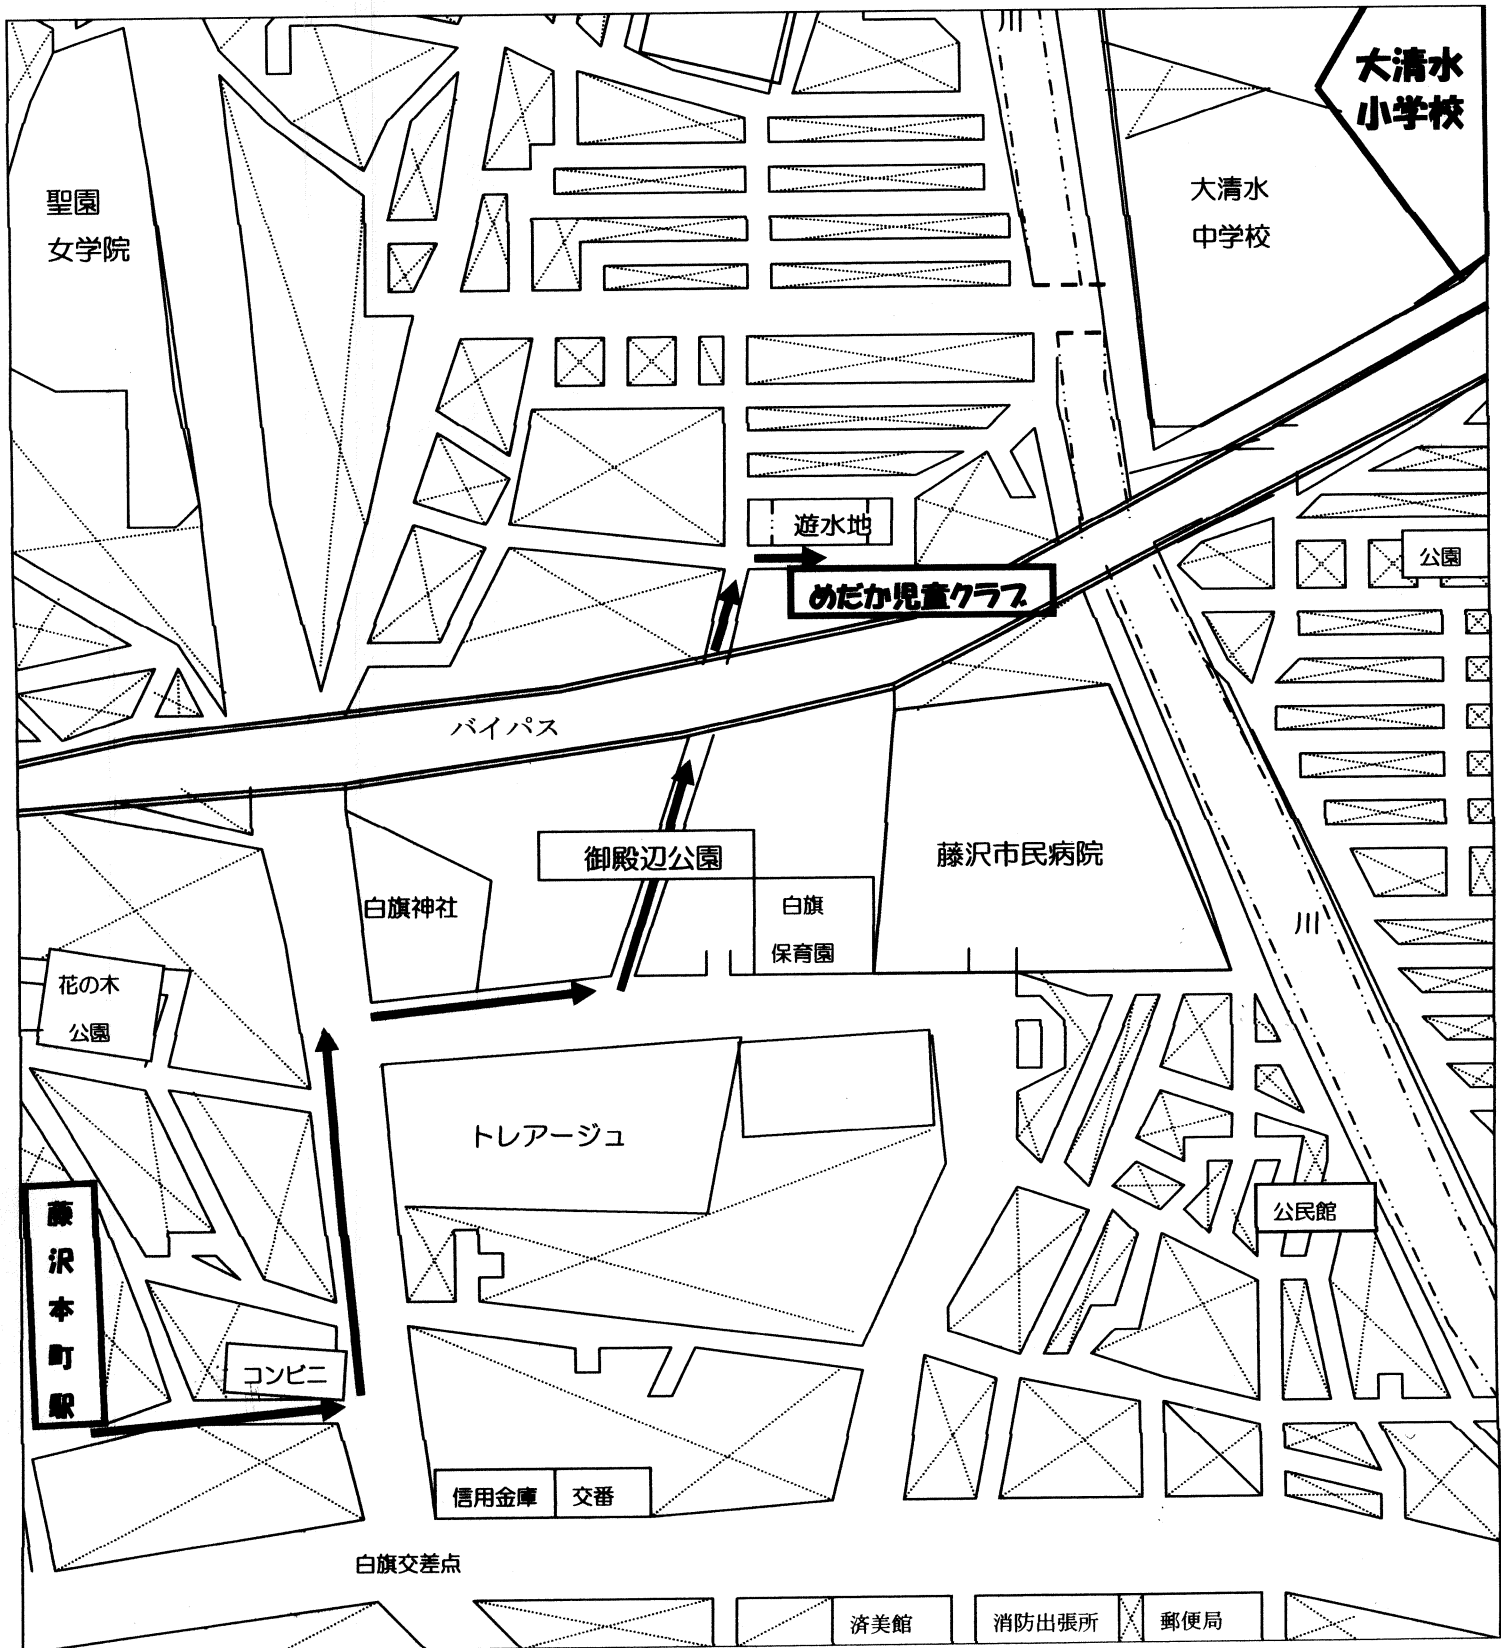 川
大清水
小学校
聖園
女学院
大清水
中学校
遊水地
公園
めだか児童クラブ
バイパス
御殿辺公園
藤沢市民病院
白旗神社
白旗
保育園
川
花の木
公園
トレアージュ
藤沢本町駅
公民館
コンビニ
信用金庫
交番
白旗交差点
済美館
消防出張所
郵便局